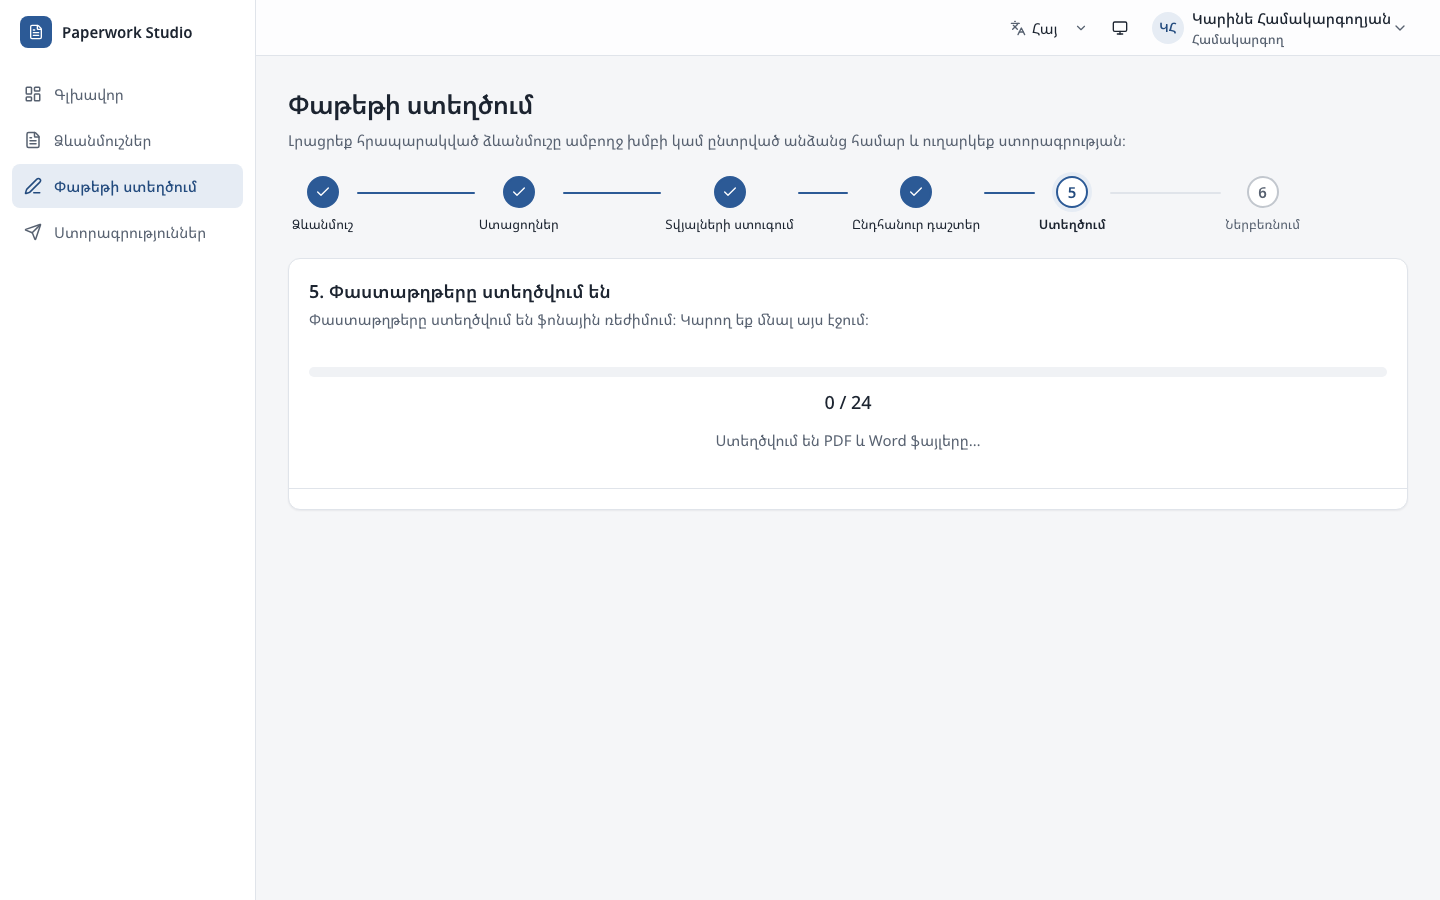 Paperwork Studio
Գլխավոր
Ձևանմուշներ
Փաթեթի ստեղծում
Ստորագրություններ
Հայ
ԿՀ
Կարինե Համակարգողյան
Համակարգող
Փաթեթի ստեղծում
Լրացրեք հրապարակված ձևանմուշը ամբողջ խմբի կամ ընտրված անձանց համար և ուղարկեք ստորագրության։
5
6
Ձևանմուշ
Ստացողներ
Տվյալների ստուգում
Ընդհանուր դաշտեր
Ստեղծում
Ներբեռնում
5. Փաստաթղթերը ստեղծվում են
Փաստաթղթերը ստեղծվում են ֆոնային ռեժիմում։ Կարող եք մնալ այս էջում։
0 / 24
Ստեղծվում են PDF և Word ֆայլերը…